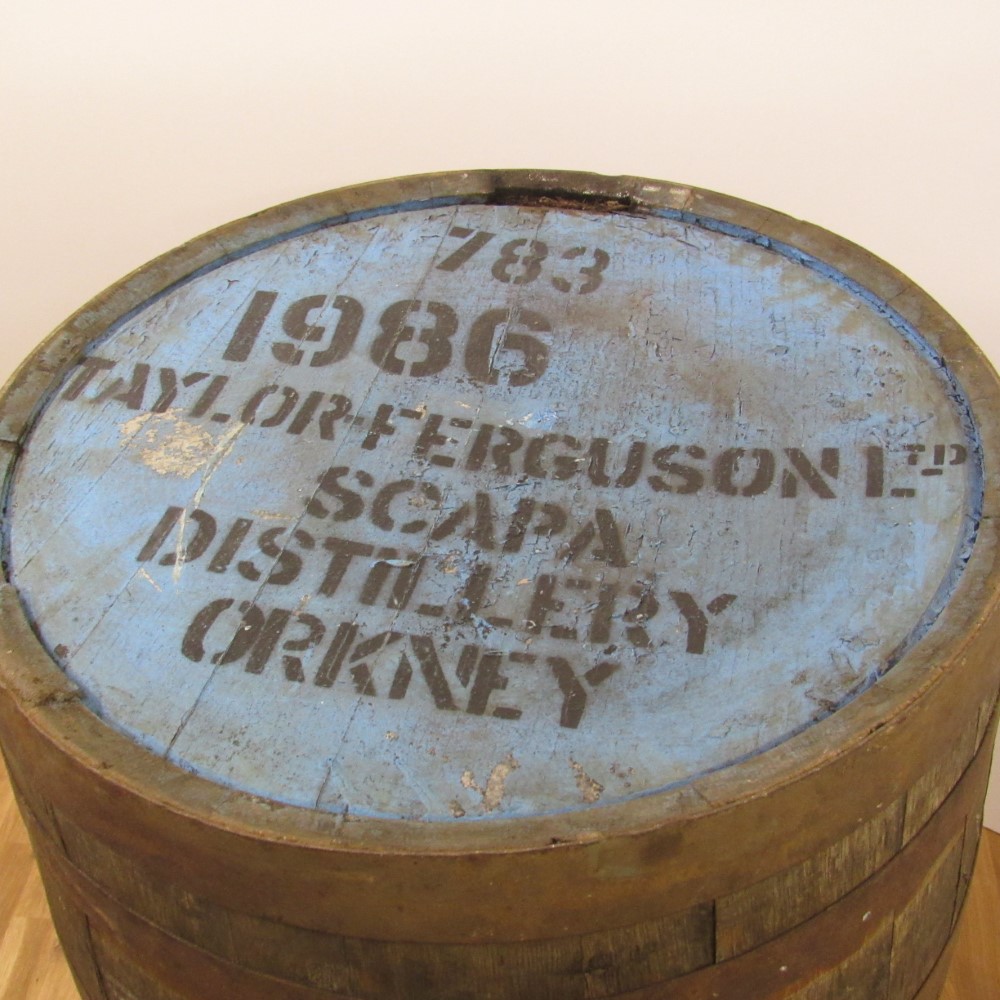 783
1986
TAYLOR-FERGUSON LTD
SCAPA
DISTILLERY
ORKNEY